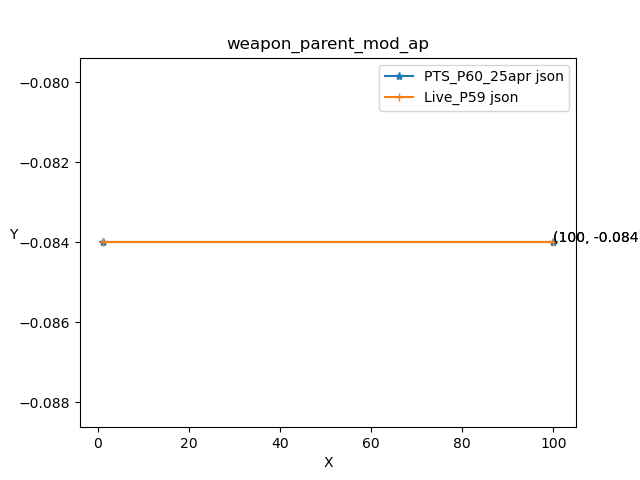 weapon_parent_mod_ap
PTS_P60_25apr json
Live_P59 json
−0.080
−0.082
−0.084
−0.086
−0.088
Y
(100, -0.084
0
20
40
60
80
100
X